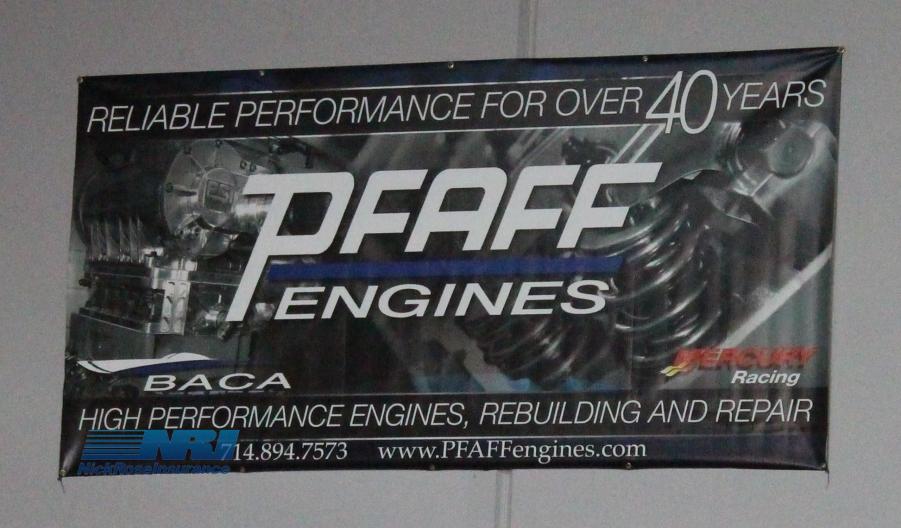 RELIABLE PERFORMANCE FOR OVER 40 YEARS
PFAFF
ENGINES
BACA
MERCURY
Racing
HIGH PERFORMANCE ENGINES, REBUILDING AND REPAIR
NRI
714.894.7573 www.PFAFFengines.com
NickRoseInsurance